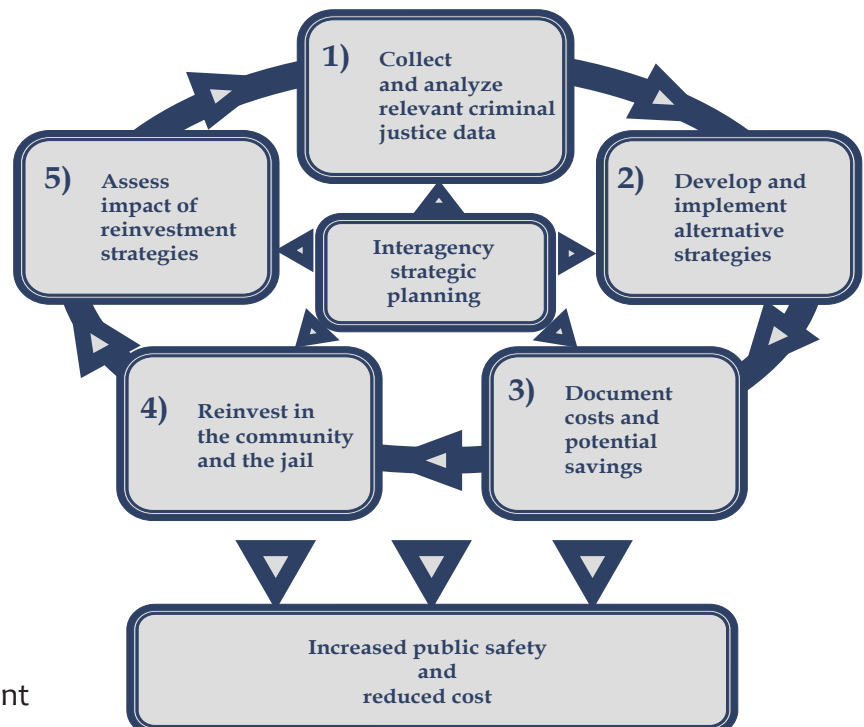 1) Collect
and analyze
relevant criminal
justice data
2) Develop and
implement
alternative
strategies
3) Document
costs and
potential
savings
4) Reinvest in
the community
and the jail
5) Assess
impact of
reinvestment
strategies
Interagency
strategic
planning
Increased public safety
and
reduced cost
nt